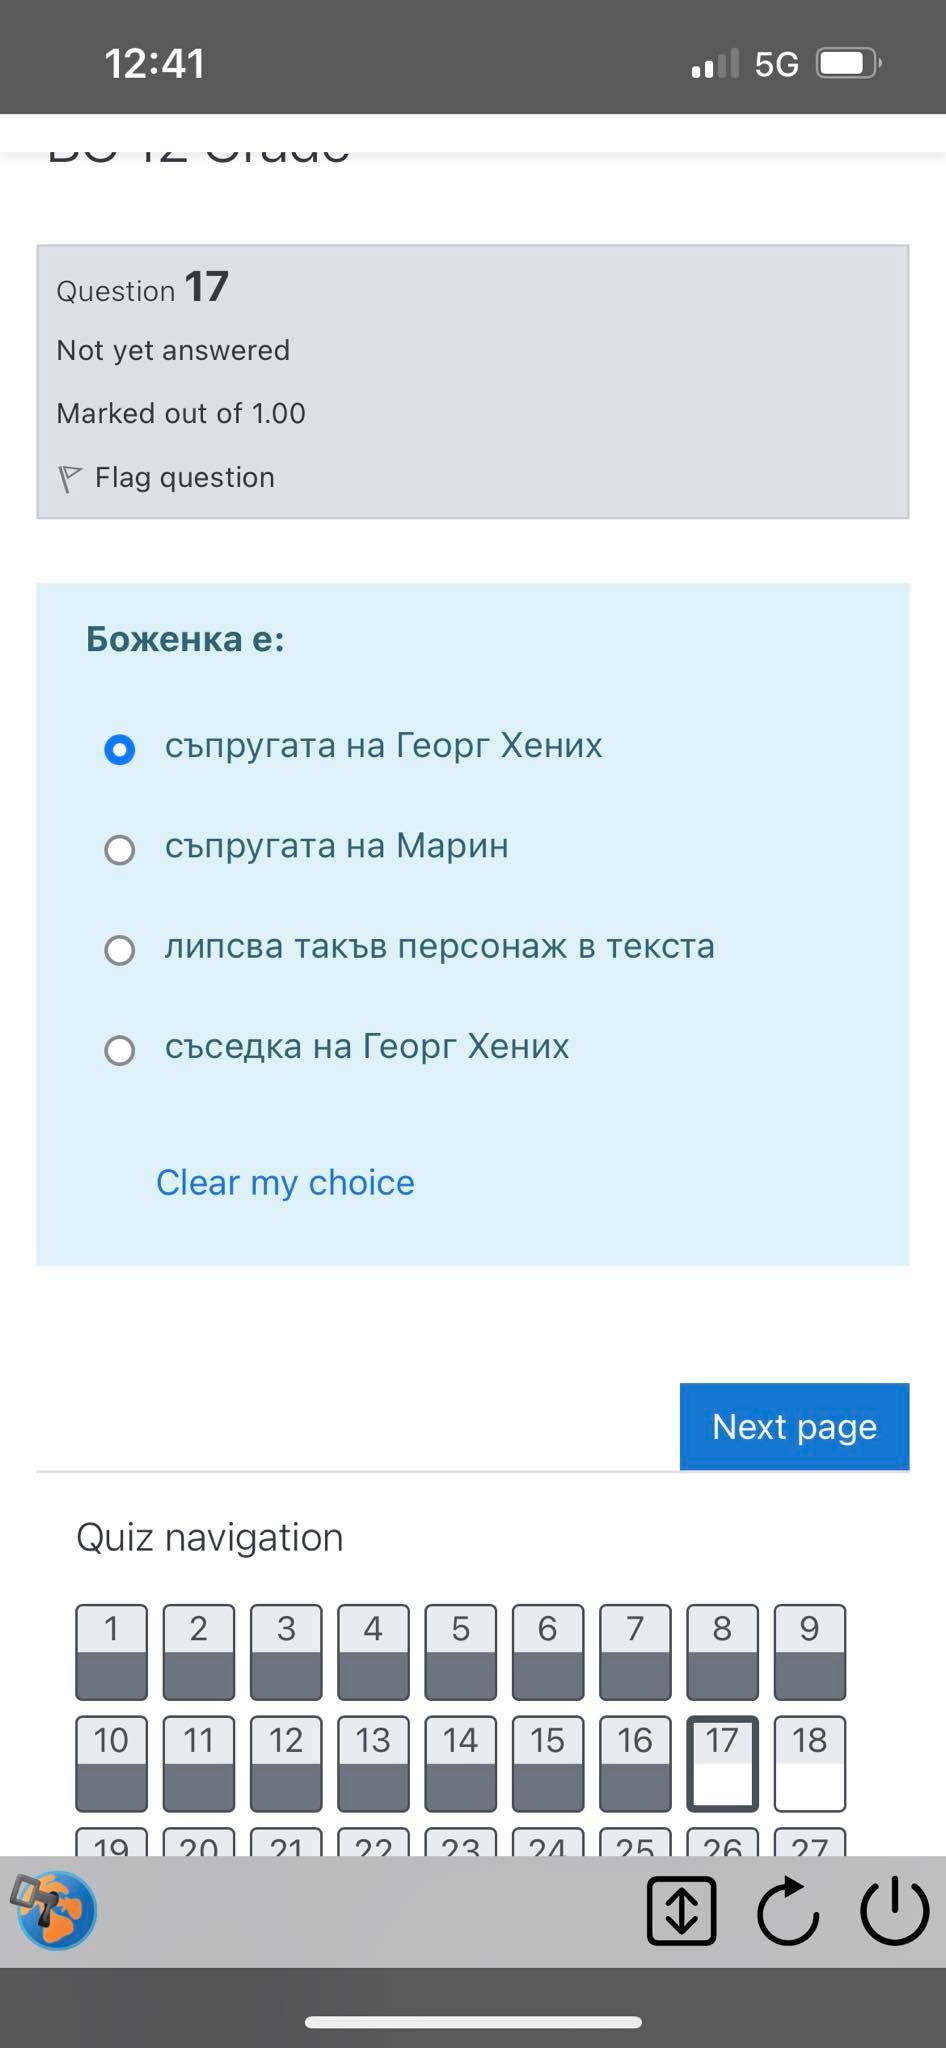 12:41
5G
BG 12 Grade
Question 17
Not yet answered
Marked out of 1.00
Flag question
Боженка е:
съпругата на Георг Хених
съпругата на Марин
липсва такъв персонаж в текста
съседка на Георг Хених
Clear my choice
Next page
Quiz navigation
1 2 3 4 5 6 7 8 9
10 11 12 13 14 15 16 17 18
19 20 21 22 23 24 25 26 27